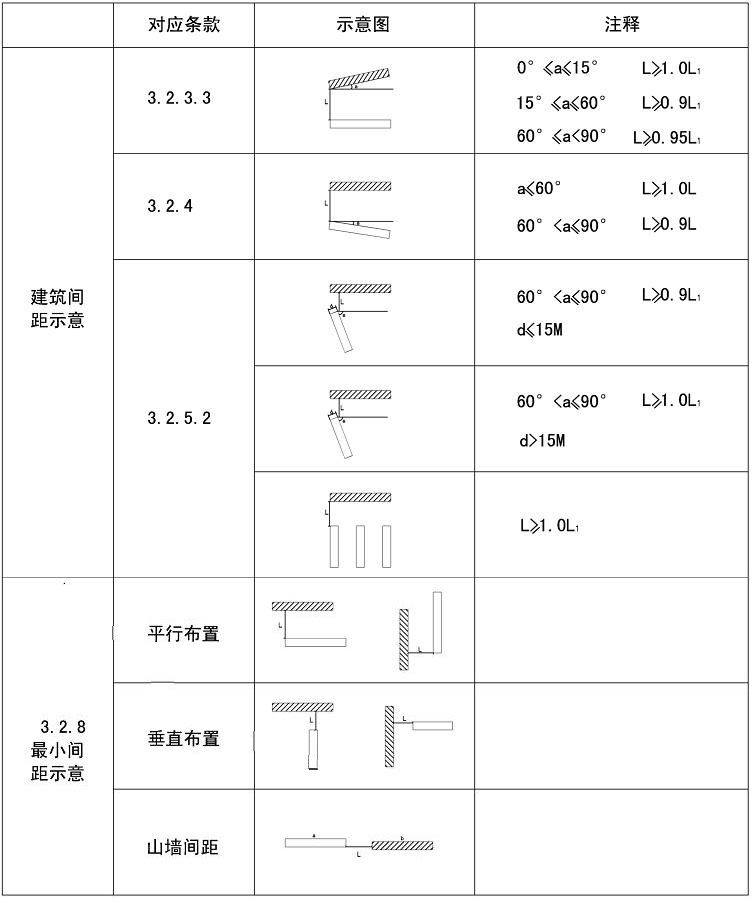 对应条款 示意图 注释
建筑间
距示意
3.2.3.3
L
a
0°<a≤15° L≥1.0L₁
15°<a≤60° L≥0.9L₁
60°≤a<90° L≥0.95L₁
3.2.4
L
a
a≤60° L≥1.0L
60°<a≤90° L≥0.9L
3.2.5.2
L
d
a
60°<a≤90° L≥0.9L₁
d≤15M
L
d
a
60°<a≤90° L≥1.0L₁
d>15M
L
L≥1.0L₁
3.2.8
最小间
距示意
平行布置
L
L
垂直布置
L
L
山墙间距
a
b
L